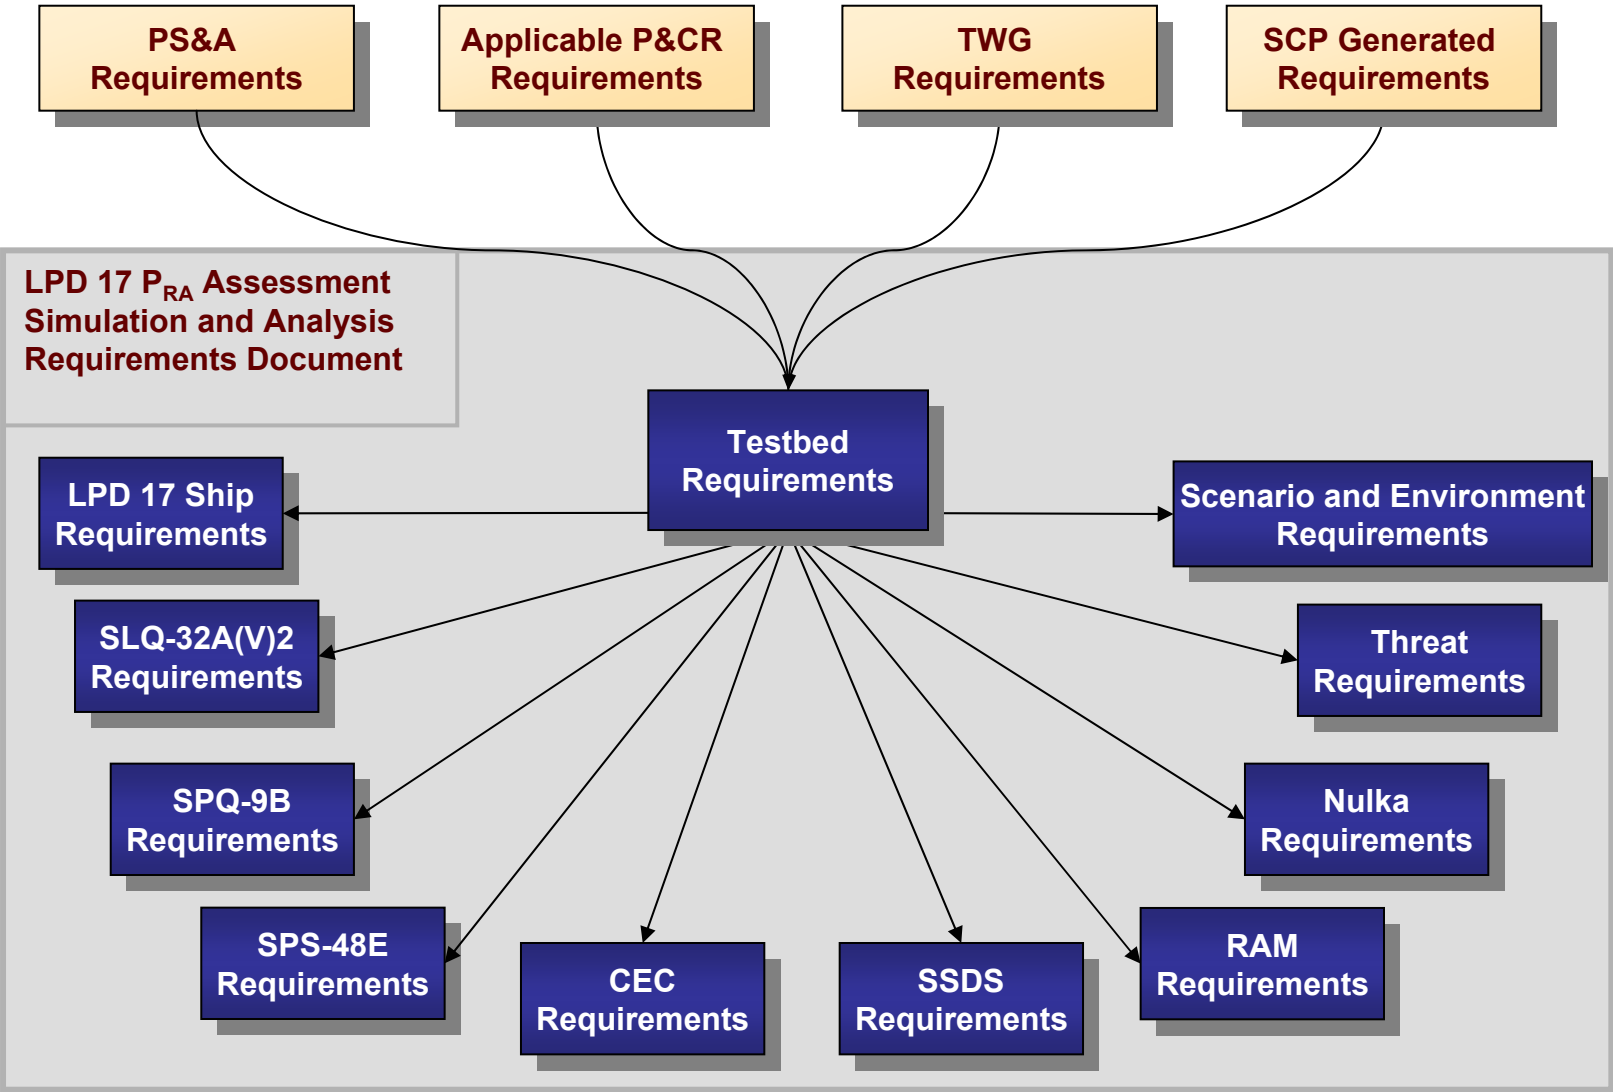 PS&A
Requirements
Applicable P&CR
Requirements
TWG
Requirements
SCP Generated
Requirements
LPD 17 PRA Assessment
Simulation and Analysis
Requirements Document
Testbed
Requirements
LPD 17 Ship
Requirements
Scenario and Environment
Requirements
SLQ-32A(V)2
Requirements
Threat
Requirements
SPQ-9B
Requirements
Nulka
Requirements
SPS-48E
Requirements
CEC
Requirements
SSDS
Requirements
RAM
Requirements